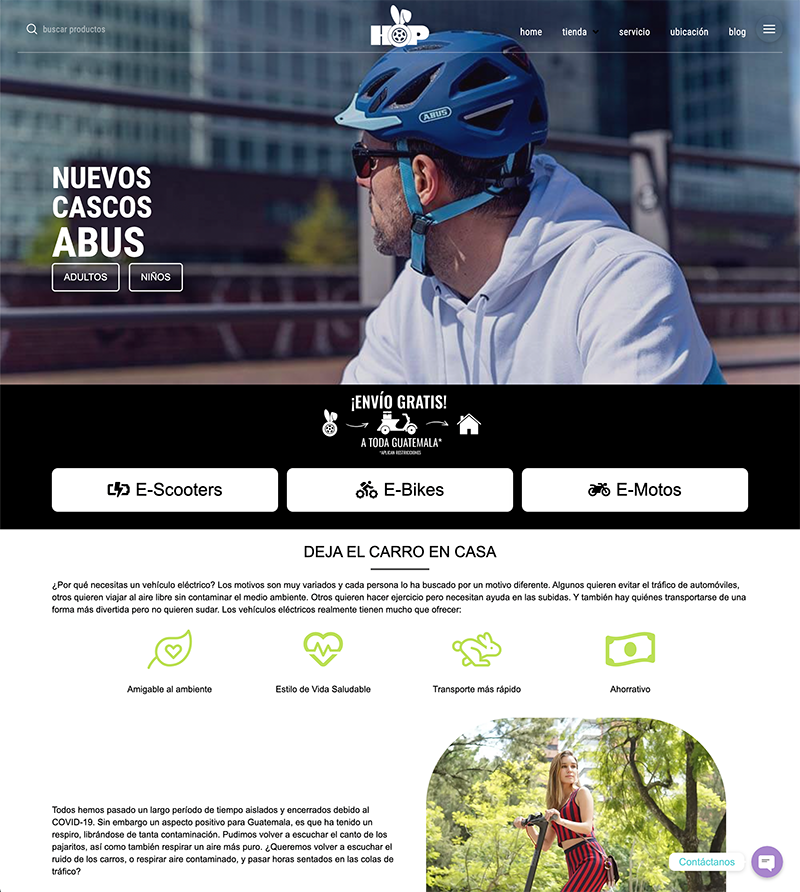 buscar productos
HOP
home
tienda
servicio
ubicación
blog
ABUS
NUEVOS
CASCOS
ABUS
ADULTOS
NIÑOS
¡ENVÍO GRATIS!
A TODA GUATEMALA*
*APLICAN RESTRICCIONES
E-Scooters
E-Bikes
E-Motos
DEJA EL CARRO EN CASA
¿Por qué necesitas un vehículo eléctrico? Los motivos son muy variados y cada persona lo ha buscado por un motivo diferente. Algunos quieren evitar el tráfico de automóviles,
otros quieren viajar al aire libre sin contaminar el medio ambiente. Otros quieren hacer ejercicio pero necesitan ayuda en las subidas. Y también hay quiénes transportarse de una
forma más divertida pero no quieren sudar. Los vehículos eléctricos realmente tienen mucho que ofrecer:
Amigable al ambiente
Estilo de Vida Saludable
Transporte más rápido
Ahorrativo
Todos hemos pasado un largo período de tiempo aislados y encerrados debido al
COVID-19. Sin embargo un aspecto positivo para Guatemala, es que ha tenido un
respiro, librándose de tanta contaminación. Pudimos volver a escuchar el canto de los
pajaritos, así como también respirar un aire más puro. ¿Queremos volver a escuchar el
ruido de los carros, o respirar aire contaminado, y pasar horas sentados en las colas de
tráfico?
Contáctanos